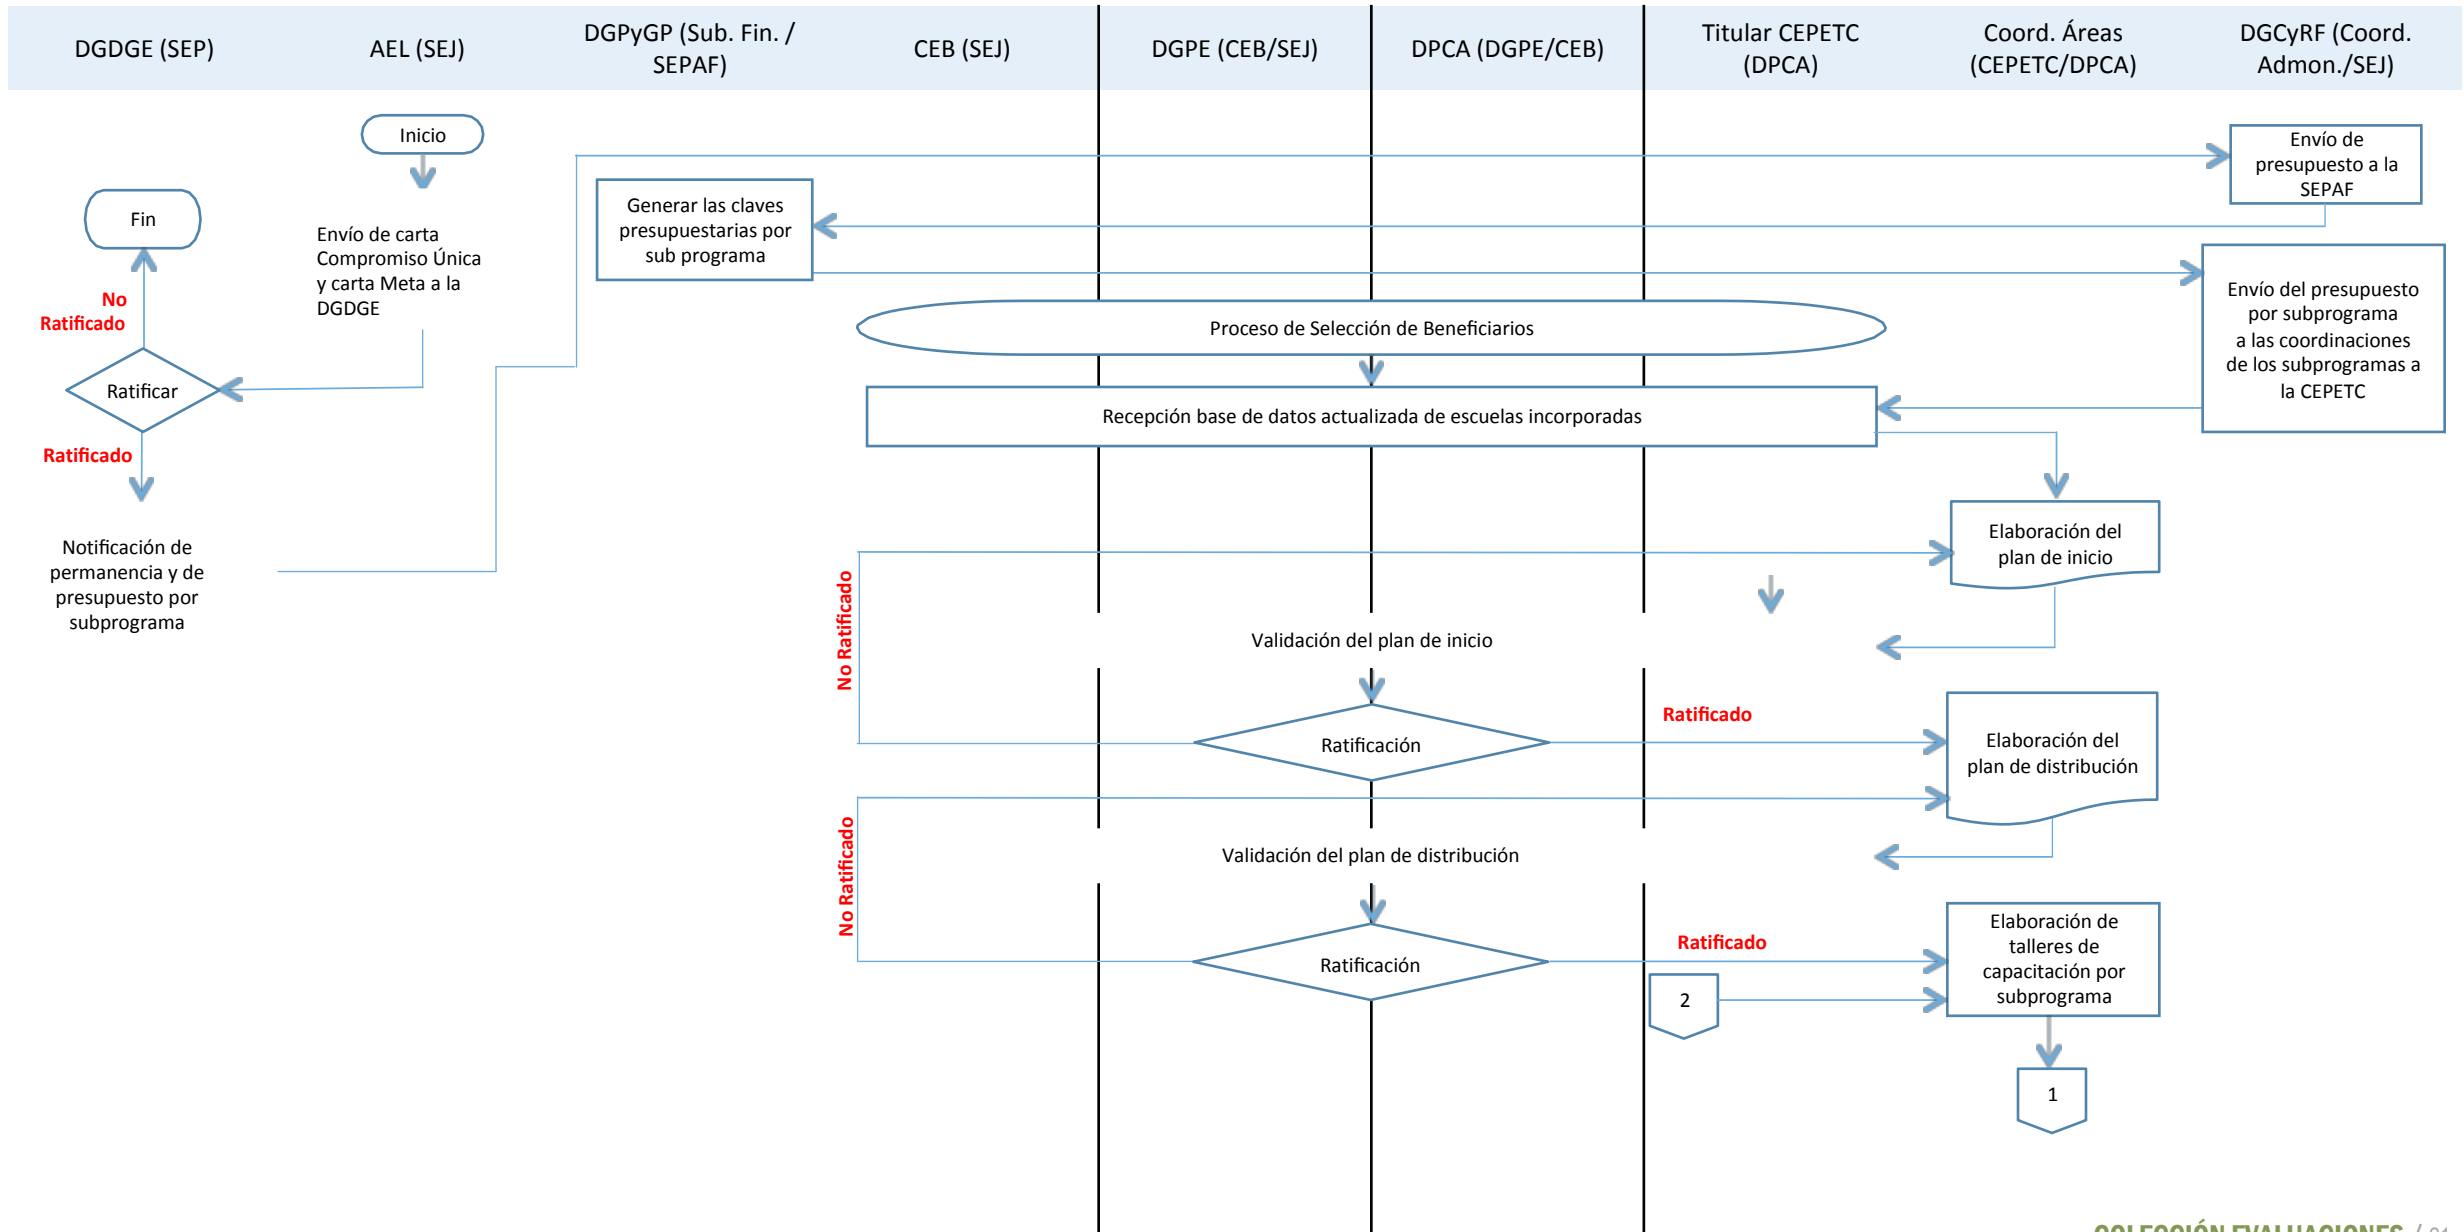 DGDGE (SEP)
AEL (SEJ)
DGPyGP (Sub. Fin. /
SEPAF)
CEB (SEJ)
DGPE (CEB/SEJ)
DPCA (DGPE/CEB)
Titular CEPETC
(DPCA)
Coord. Áreas
(CEPETC/DPCA)
DGCyRF (Coord.
Admon./SEJ)
Inicio
Envío de
presupuesto a la
SEPAF
Fin
Generar las claves
presupuestarias por
sub programa
Envío de carta
Compromiso Única
y carta Meta a la
DGDGE
No
Ratificado
Envío del presupuesto
por subprograma
a las coordinaciones
de los subprogramas a
la CEPETC
Proceso de Selección de Beneficiarios
Ratificar
Recepción base de datos actualizada de escuelas incorporadas
Ratificado
Notificación de
permanencia y de
presupuesto por
subprograma
Elaboración del
plan de inicio
No Ratificado
Validación del plan de inicio
Ratificado
Ratificación
Elaboración del
plan de distribución
No Ratificado
Validación del plan de distribución
Ratificado
Ratificación
Elaboración de
talleres de
capacitación por
subprograma
2
1